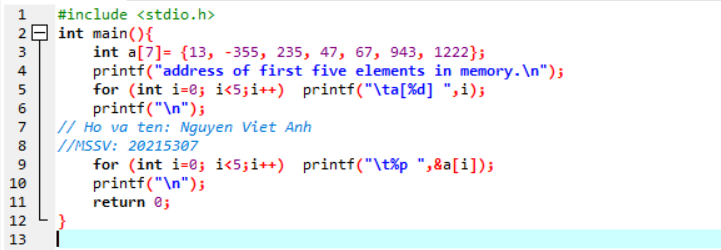 1 #include <stdio.h>
2 int main(){
3 int a[7]= {13, -355, 235, 47, 67, 943, 1222};
4 printf("address of first five elements in memory.\n");
5 for (int i=0; i<5;i++) printf("\ta[%d] ",i);
6 printf("\n");
7 // Ho va ten: Nguyen Viet Anh
8 //MSSV: 20215307
9 for (int i=0; i<5;i++) printf("\t%p ",&a[i]);
10 printf("\n");
11 return 0;
12 }
13